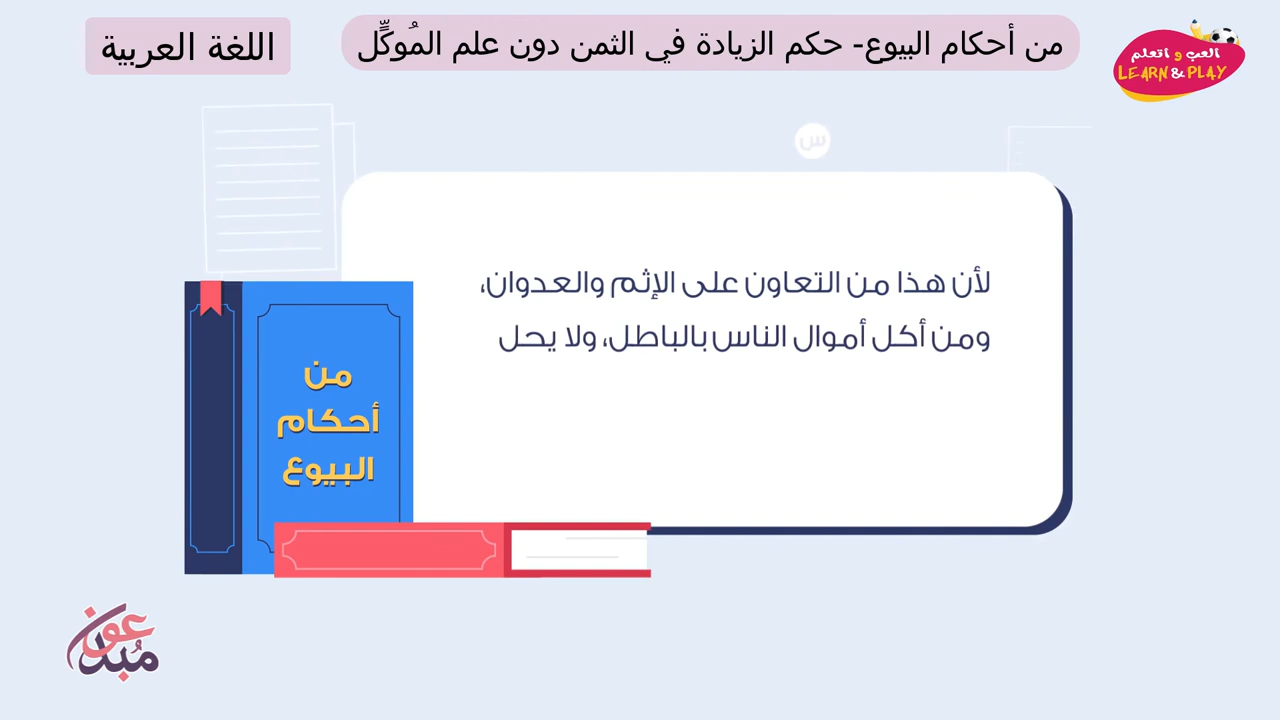 من أحكام البيوع- حكم الزيادة في الثمن دون علم المُوكٍّل
اللغة العربية
العب و اتعلم
LEARN & PLAY
س
لأن هذا من التعاون على الإثم والعدوان،
ومن أكل أموال الناس بالباطل، ولا يحل
من
أحكام
البيوع
مُبدعون